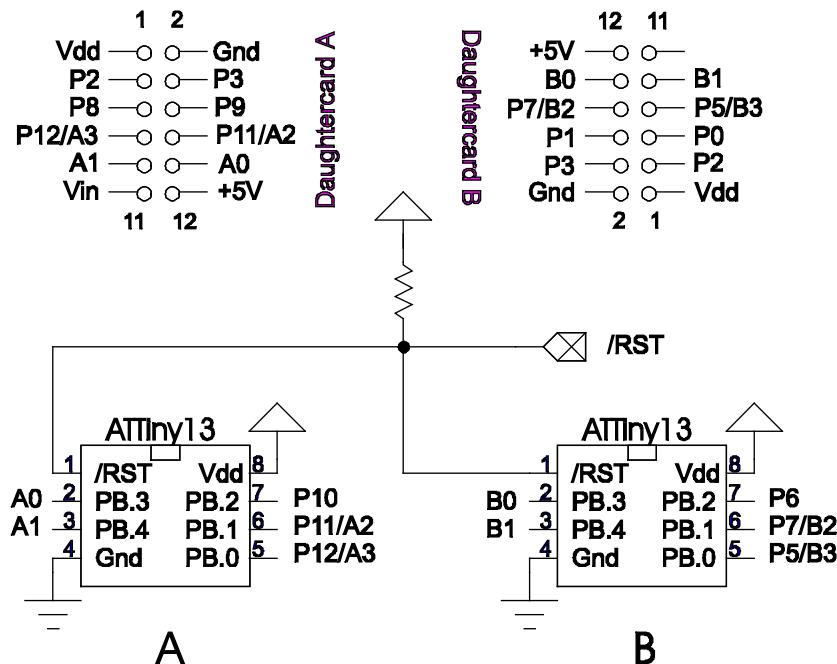 1 2
Vdd Gnd
P2 P3
P8 P9
P12/A3 P11/A2
A1 A0
Vin +5V
11 12
Daughtercard A
Daughtercard B
12 11
+5V
B0 B1
P7/B2 P5/B3
P1 P0
P3 P2
Gnd Vdd
2 1
/RST
ATTiny13
1 /RST Vdd 8
A0 2 PB.3 PB.2 7 P10
A1 3 PB.4 PB.1 6 P11/A2
4 Gnd PB.0 5 P12/A3
A
ATTiny13
1 /RST Vdd 8
B0 2 PB.3 PB.2 7 P6
B1 3 PB.4 PB.1 6 P7/B2
4 Gnd PB.0 5 P5/B3
B